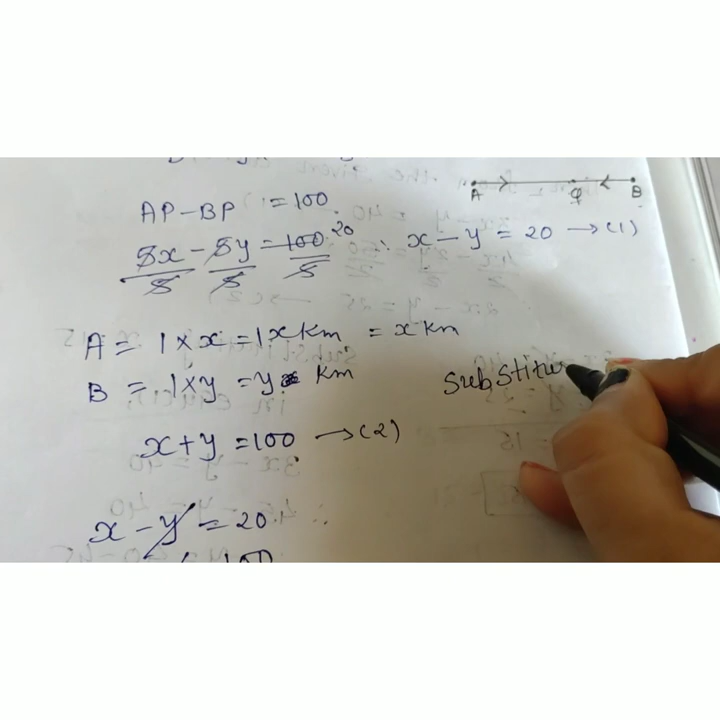 A Q B
AP-BP = 100
5x - 5y = 100 20 ∴ x - y = 20 → (1)
5 5 5
A = 1 × x = 1x km = x km
B = 1 × y = y km
Substitu
x + y = 100 → (2)
x - y = 20